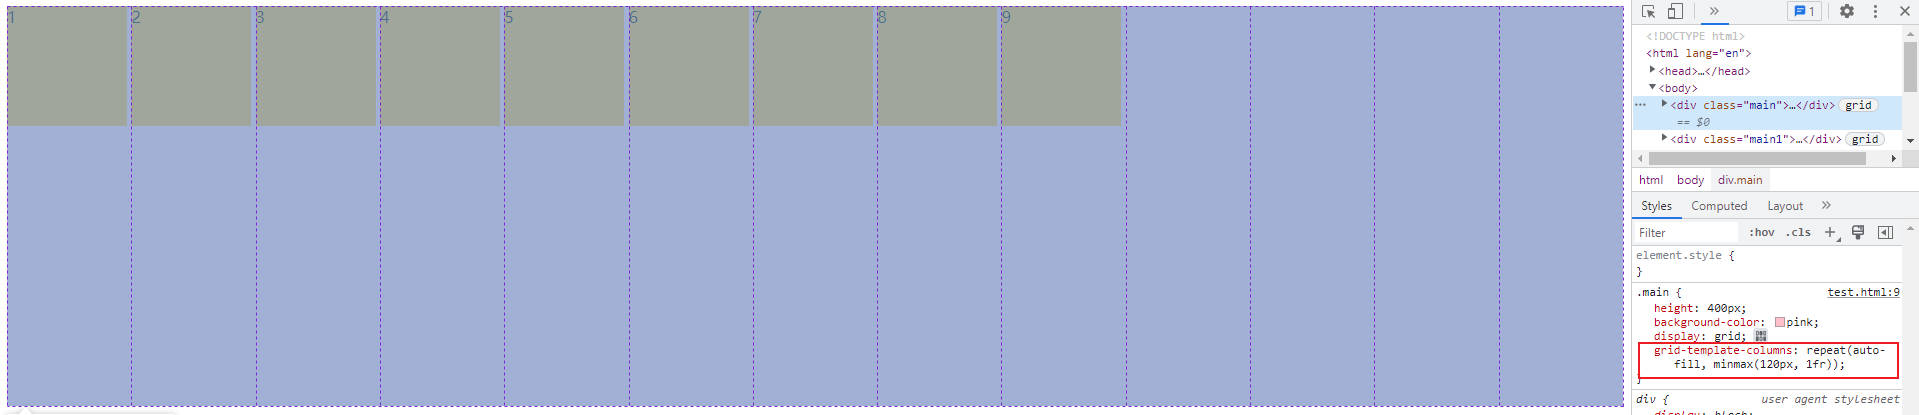 1 2 3 4 5 6 7 8 9
» 1
<!DOCTYPE html>
<html lang="en">
<head>…</head>
<body>
··· <div class="main">…</div> grid
== $0
<div class="main1">…</div> grid
html body div.main
Styles Computed Layout »
Filter :hov .cls +
element.style {
}
.main { test.html:9
height: 400px;
background-color: pink;
display: grid;
grid-template-columns: repeat(auto-
fill, minmax(120px, 1fr));
}
div { user agent stylesheet
display: block;